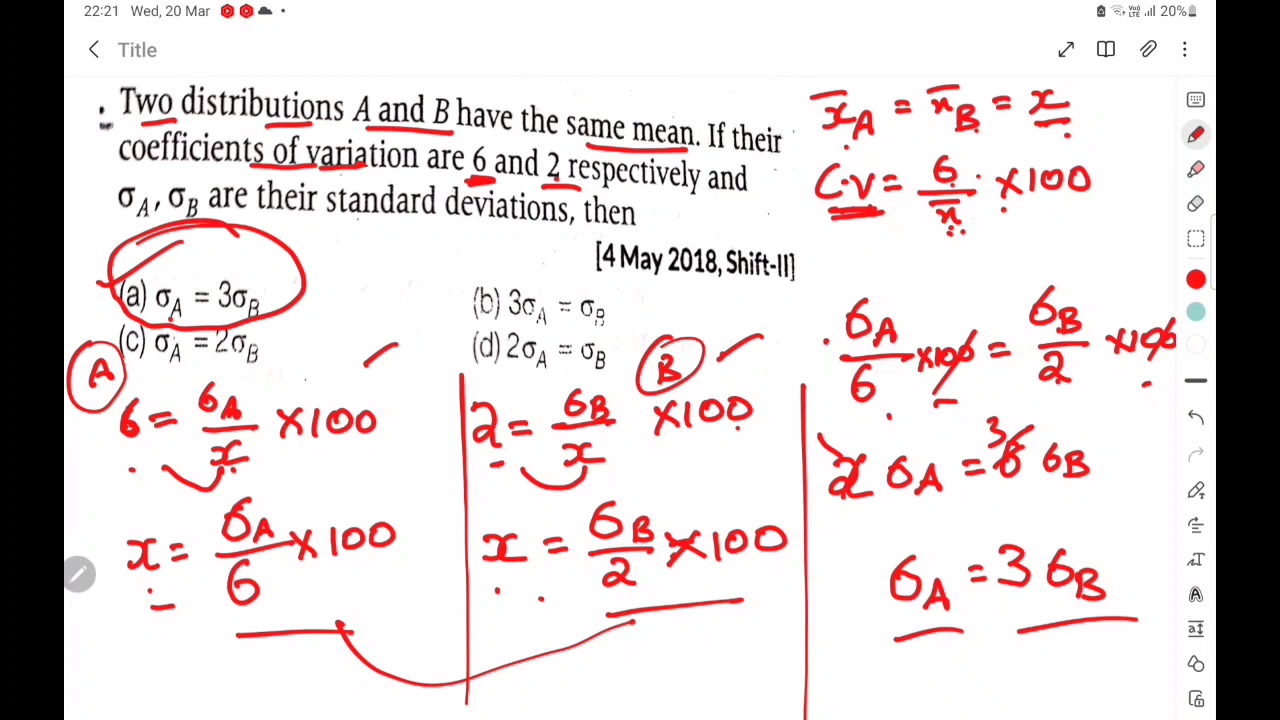 22:21 Wed, 20 Mar
20%
Title
Two distributions A and B have the same mean. If their
coefficients of variation are 6 and 2 respectively and
σA, σB are their standard deviations, then
[4 May 2018, Shift-II]
(a) σA = 3σB
(b) 3σA = σB
(c) σA = 2σB
(d) 2σA = σB
x̅A = x̅B = x
C.V = σ/x̅ × 100
A
6 = σA/x × 100
x = σA/6 × 100
B
2 = σB/x × 100
x = σB/2 × 100
σA/6 × 100 = σB/2 × 100
2 σA = 6 3 σB
σA = 3 σB